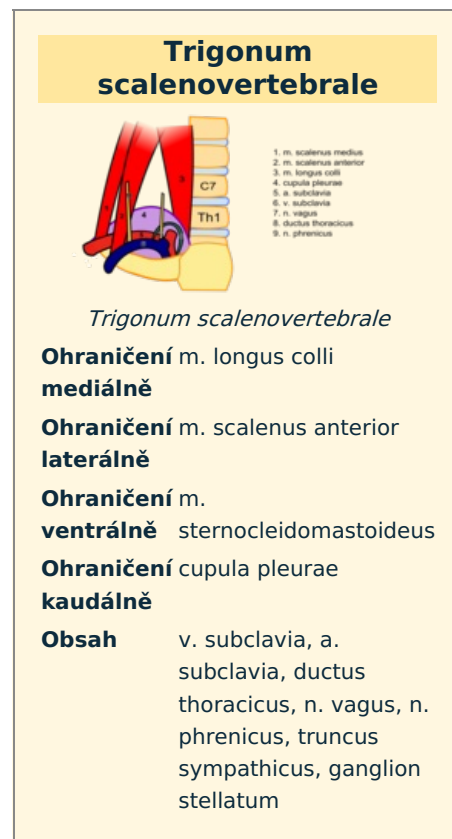 Trigonum
scalenovertebrale
1. m. scalenus medius
2. m. scalenus anterior
3. m. longus colli
4. cupula pleurae
5. a. subclavia
6. v. subclavia
7. n. vagus
8. ductus thoracicus
9. n. phrenicus
3
C7
4
Th1
Trigonum scalenovertebrale
Ohraničení m. longus colli
mediálně
Ohraničení m. scalenus anterior
laterálně
Ohraničení m.
ventrálně sternocleidomastoideus
Ohraničení cupula pleurae
kaudálně
Obsah v. subclavia, a.
subclavia, ductus
thoracicus, n. vagus, n.
phrenicus, truncus
sympathicus, ganglion
stellatum